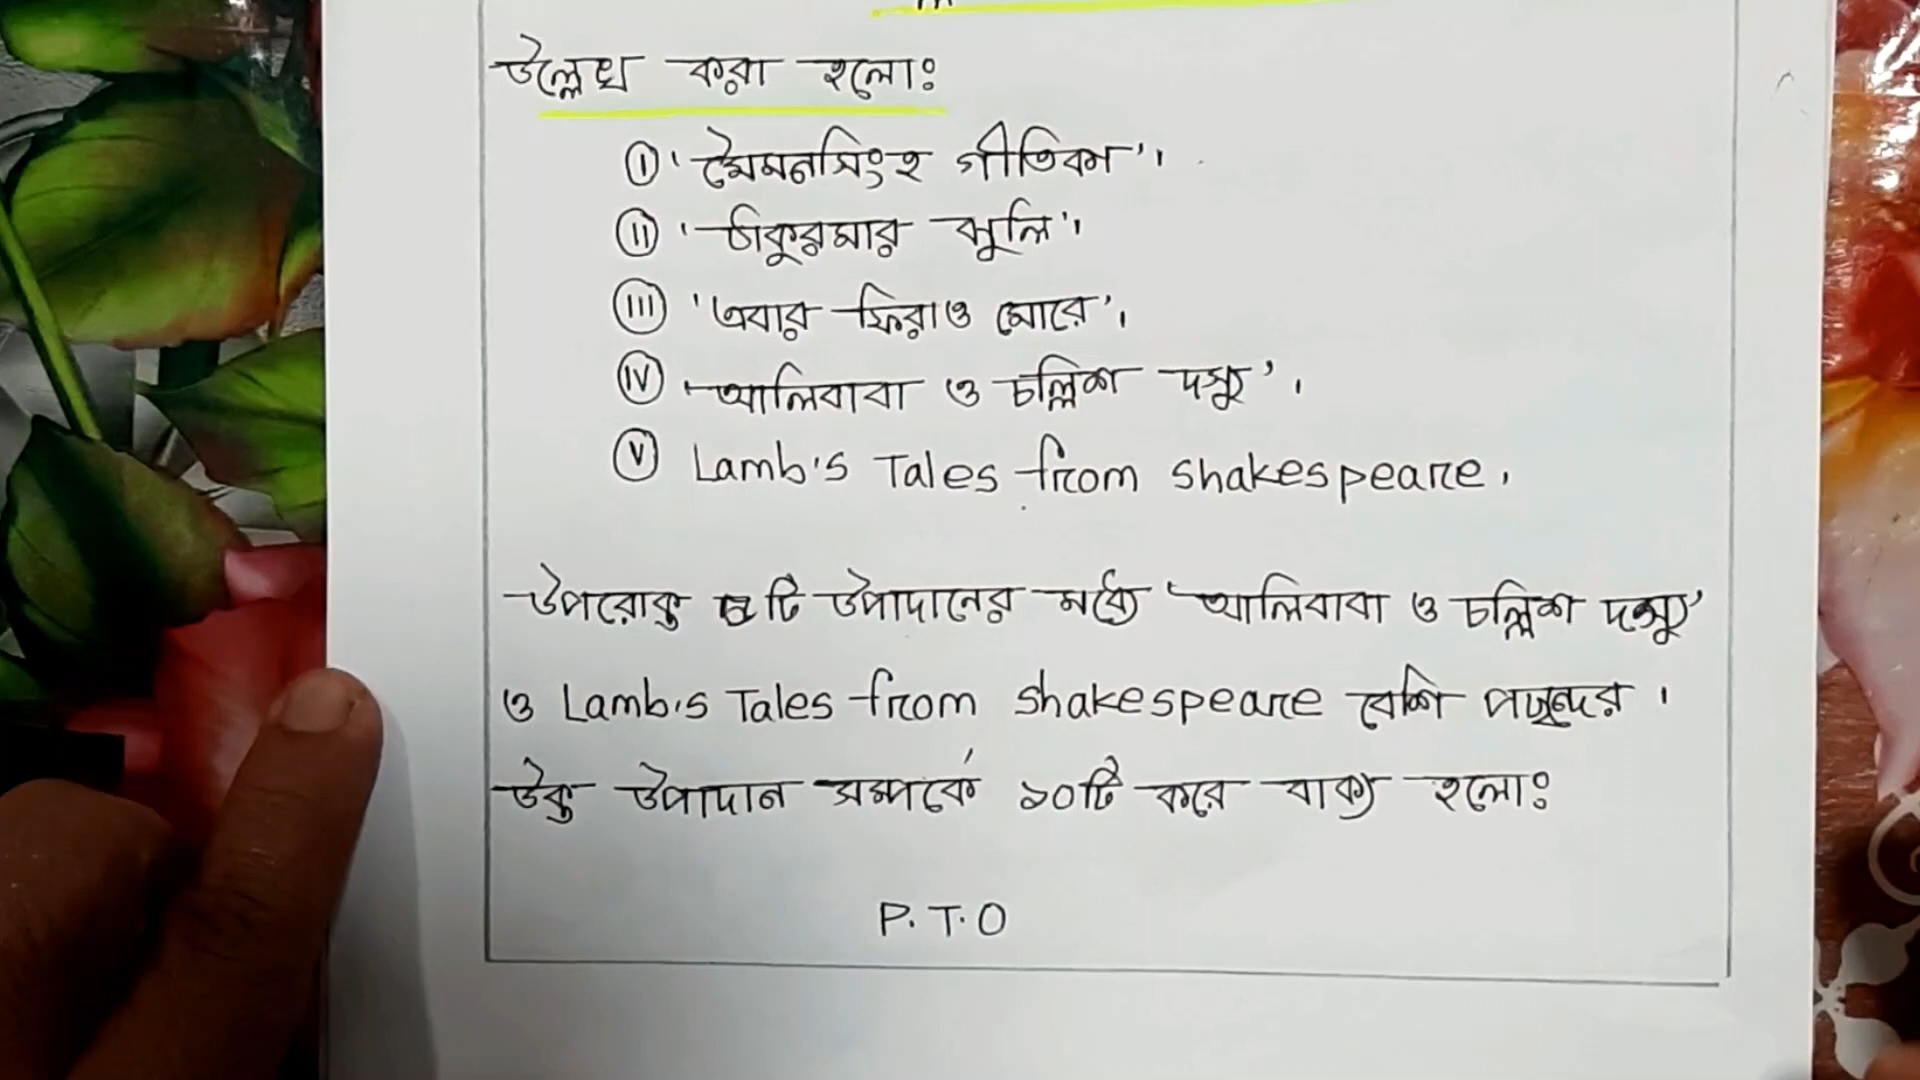 উল্লেখ করা হলোঃ
(i) 'মৈমনসিংহ গীতিকা'।
(ii) 'ঠাকুরমার ঝুলি'।
(iii) 'এবার ফিরাও মোরে'।
(iv) 'আলিবাবা ও চল্লিশ দস্যু'।
(v) Lamb's Tales from Shakespeare.
উপরোক্ত ৫টি উপাদানের মধ্যে 'আলিবাবা ও চল্লিশ দস্যু'
ও Lamb's Tales from Shakespeare বেশি পছন্দের।
উক্ত উপাদান সম্পর্কে ১০টি করে বাক্য হলোঃ
P.T.O